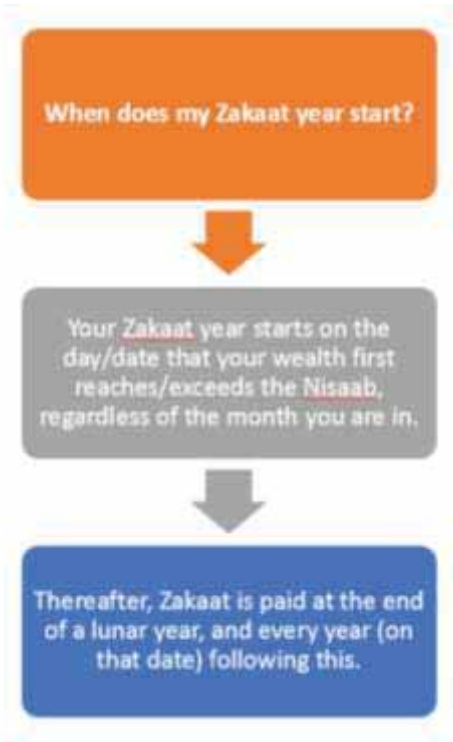 When does my Zakaat year start?
Your Zakaat year starts on the
day/date that your wealth first
reaches/exceeds the Nisaab,
regardless of the month you are in.
Thereafter, Zakaat is paid at the end
of a lunar year, and every year (on
that date) following this.